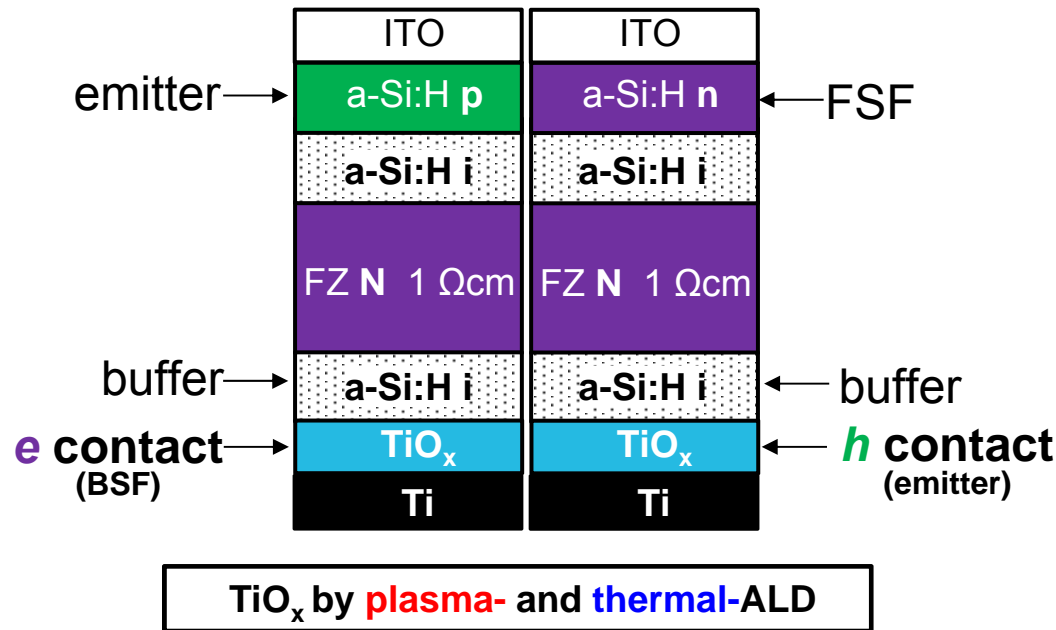 ITO ITO
emitter a-Si:H p a-Si:H n FSF
a-Si:H i a-Si:H i
FZ N 1 Ωcm FZ N 1 Ωcm
buffer a-Si:H i a-Si:H i buffer
e contact TiOx TiOx h contact
(BSF) (emitter)
Ti Ti
TiOx by plasma- and thermal-ALD